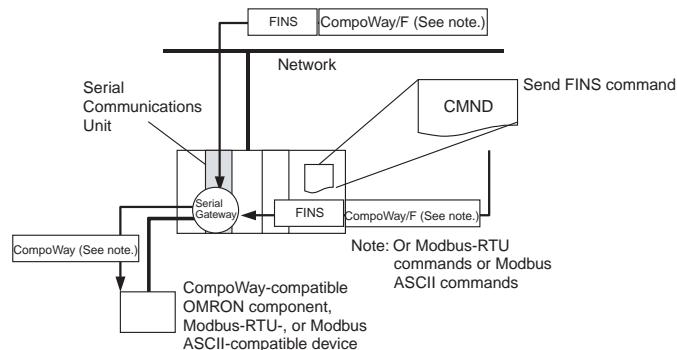 FINS CompoWay/F (See note.)
Network
Serial
Communications
Unit
Send FINS command
CMND
Serial
Gateway
FINS CompoWay/F (See note.)
CompoWay (See note.)
Note: Or Modbus-RTU
commands or Modbus
ASCII commands
CompoWay-compatible
OMRON component,
Modbus-RTU-, or Modbus
ASCII-compatible device